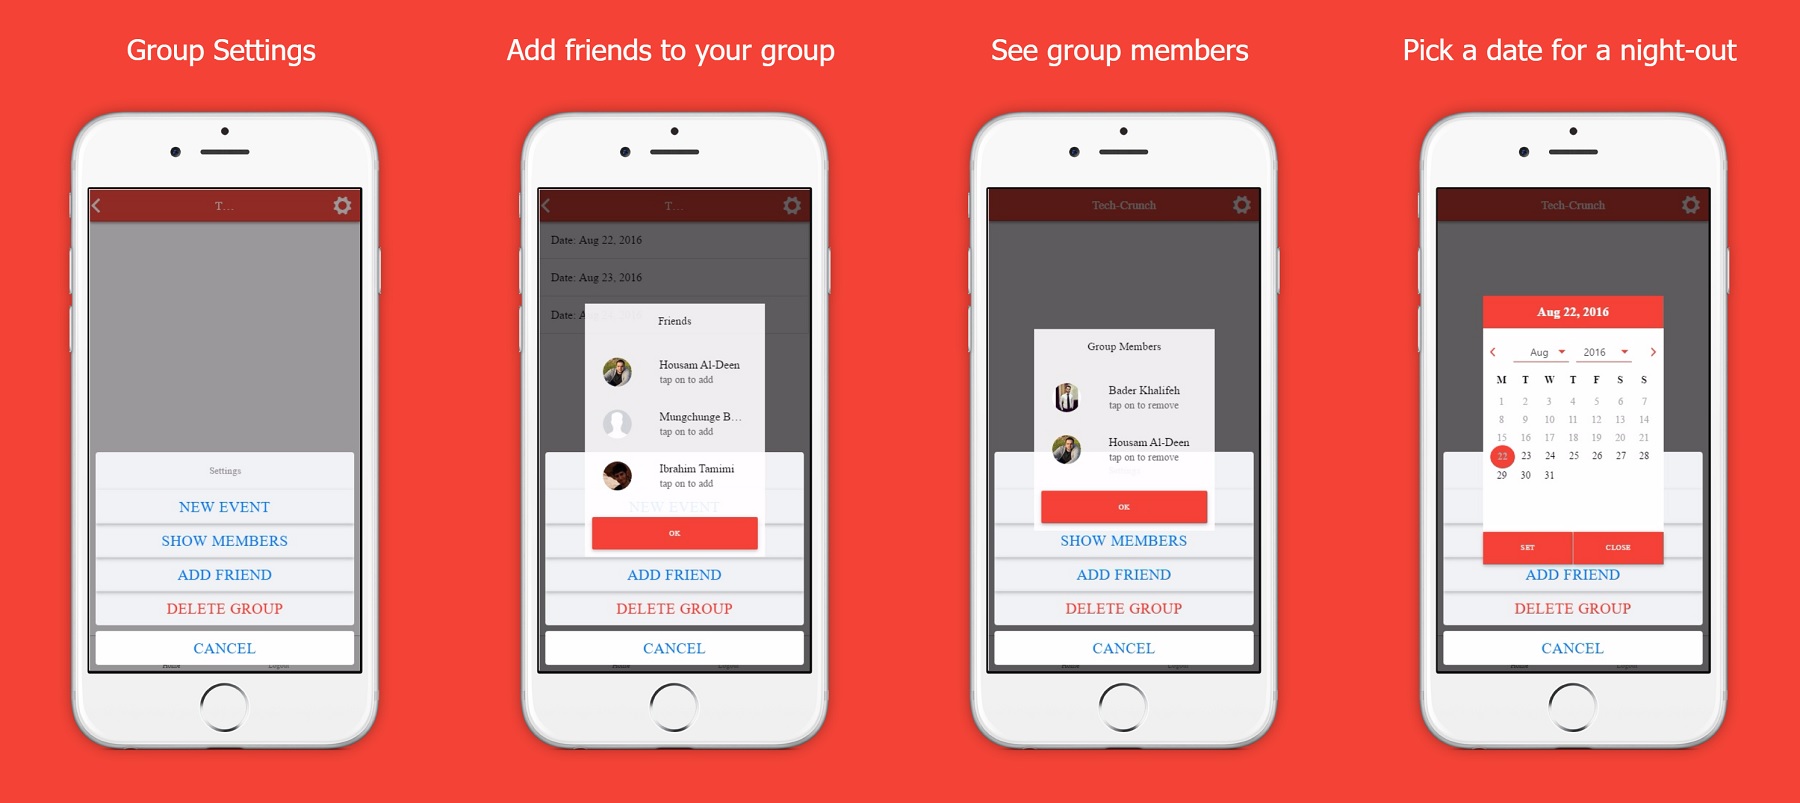 Group Settings
T...
Settings
NEW EVENT
SHOW MEMBERS
ADD FRIEND
DELETE GROUP
CANCEL
Add friends to your group
T...
Date: Aug 22, 2016
Date: Aug 23, 2016
Date: A
Friends
Housam Al-Deen
tap on to add
Mungchunge B...
tap on to add
Ibrahim Tamimi
tap on to add
NEW EVENT
OK
ADD FRIEND
DELETE GROUP
CANCEL
See group members
Tech-Crunch
Group Members
Bader Khalifeh
tap on to remove
Housam Al-Deen
tap on to remove
Settings
OK
SHOW MEMBERS
ADD FRIEND
DELETE GROUP
CANCEL
Pick a date for a night-out
Tech-Crunch
Aug 22, 2016
Aug 2016
M T W T F S S
1 2 3 4 5 6 7
8 9 10 11 12 13 14
15 16 17 18 19 20 21
22 23 24 25 26 27 28
29 30 31
SET CLOSE
ADD FRIEND
DELETE GROUP
CANCEL